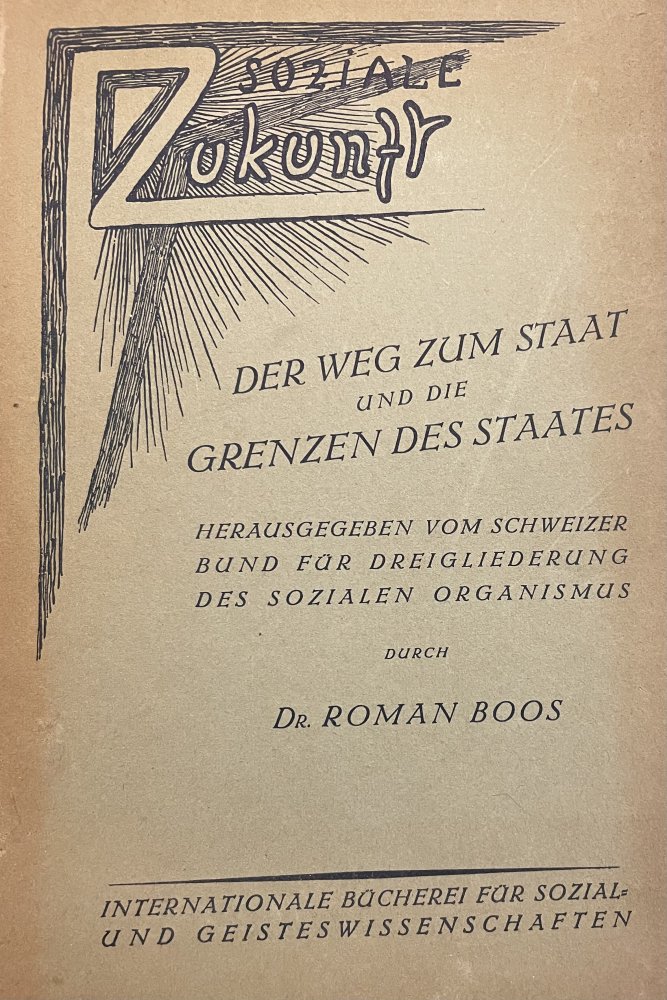 SOZIALE
Zukunft
DER WEG ZUM STAAT
UND DIE
GRENZEN DES STAATES
HERAUSGEGEBEN VOM SCHWEIZER
BUND FÜR DREIGLIEDERUNG
DES SOZIALEN ORGANISMUS
DURCH
DR. ROMAN BOOS
INTERNATIONALE BÜCHEREI FÜR SOZIAL=
UND GEISTESWISSENSCHAFTEN